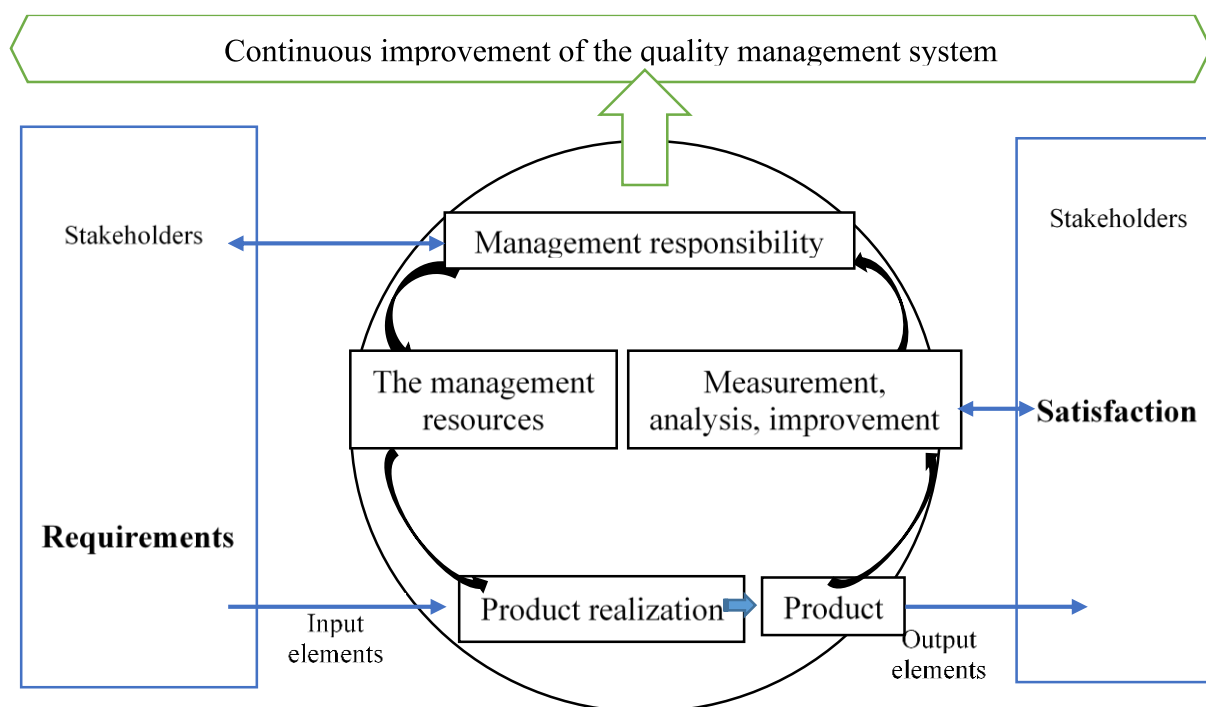 Continuous improvement of the quality management system
Stakeholders
Stakeholders
Management responsibility
The management
resources
Measurement,
analysis, improvement
Satisfaction
Requirements
Product realization
Product
Input
elements
Output
elements